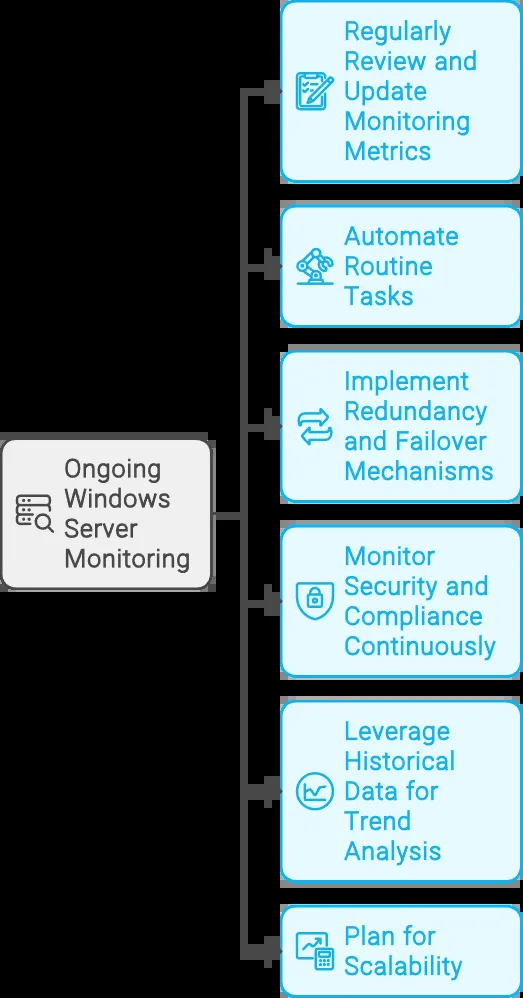 Regularly
Review and
Update
Monitoring
Metrics
Automate
Routine
Tasks
Implement
Redundancy
and Failover
Mechanisms
Ongoing
Windows
Server
Monitoring
Monitor
Security and
Compliance
Continuously
Leverage
Historical
Data for
Trend
Analysis
Plan for
Scalability